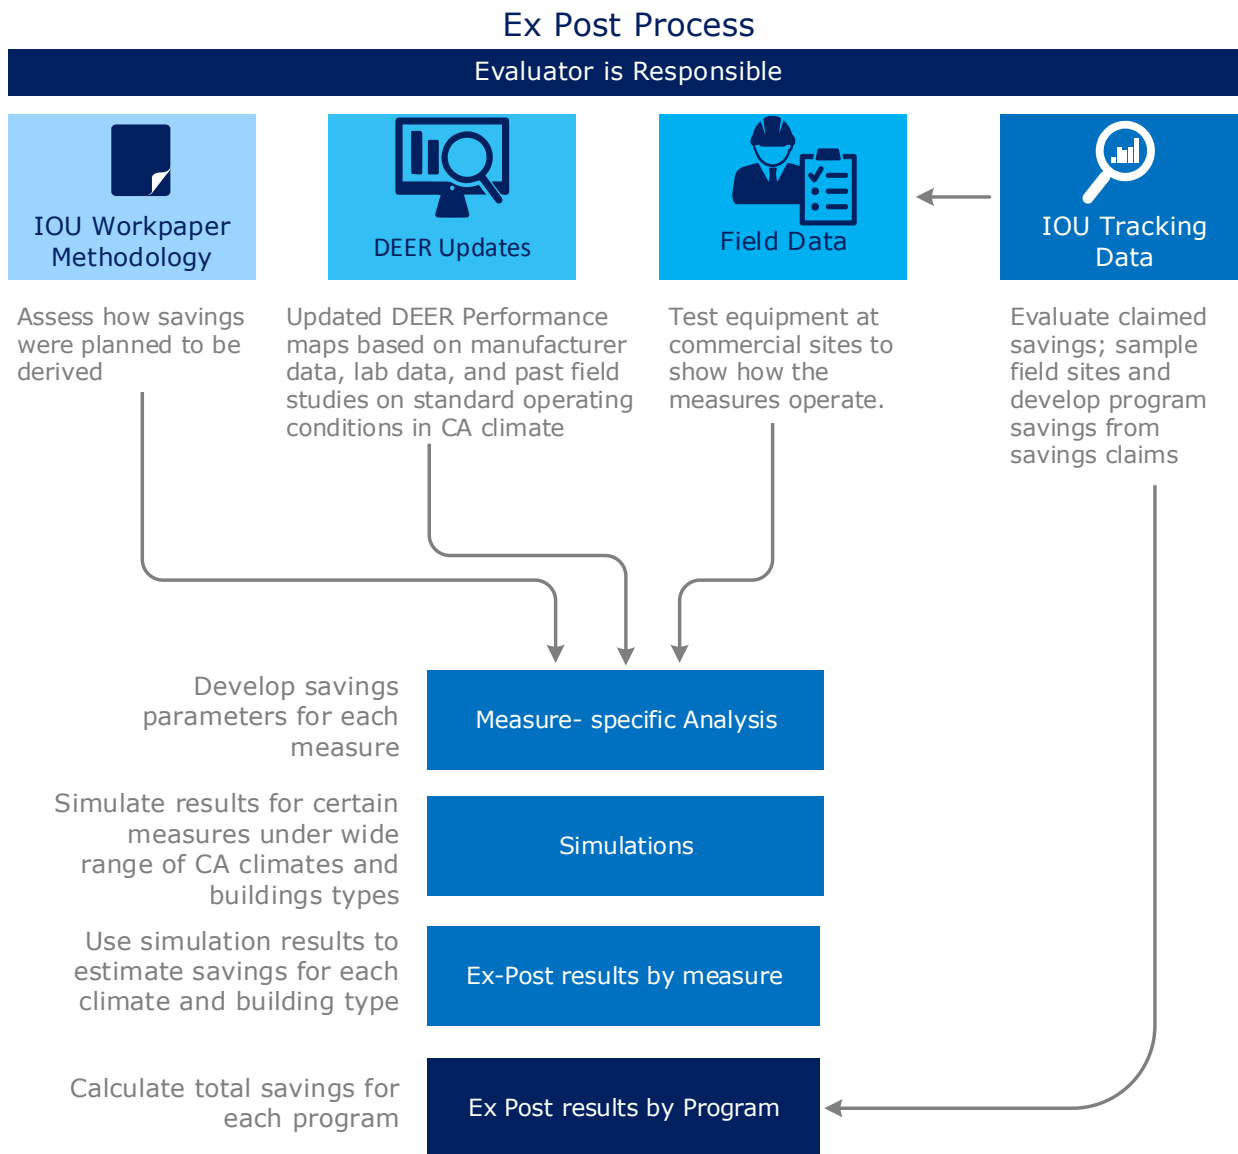 Ex Post Process
Evaluator is Responsible
IOU Workpaper
Methodology
DEER Updates
Field Data
IOU Tracking
Data
Assess how savings
were planned to be
derived
Updated DEER Performance
maps based on manufacturer
data, lab data, and past field
studies on standard operating
conditions in CA climate
Test equipment at
commercial sites to
show how the
measures operate.
Evaluate claimed
savings; sample
field sites and
develop program
savings from
savings claims
Develop savings
parameters for each
measure
Measure- specific Analysis
Simulate results for certain
measures under wide
range of CA climates and
buildings types
Simulations
Use simulation results to
estimate savings for each
climate and building type
Ex-Post results by measure
Calculate total savings for
each program
Ex Post results by Program